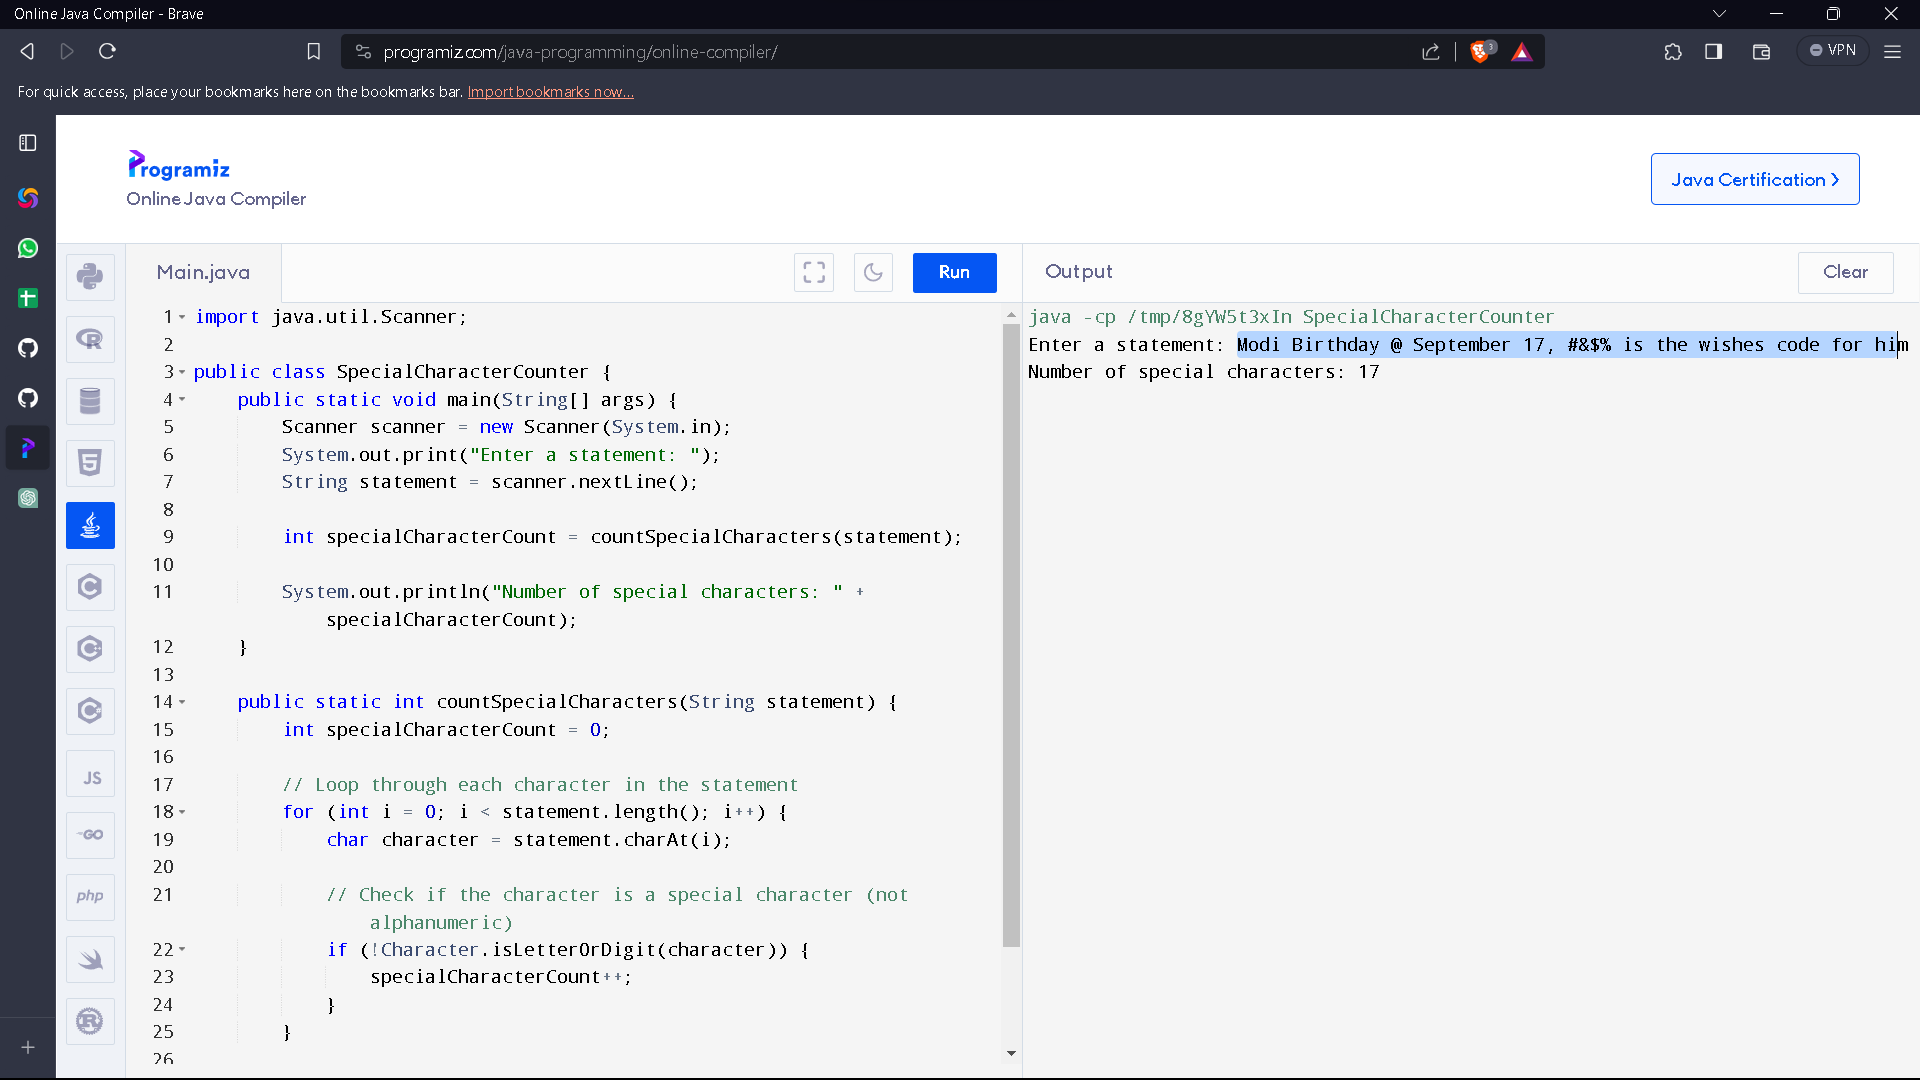 Online Java Compiler - Brave
programiz.com/java-programming/online-compiler/
3
VPN
For quick access, place your bookmarks here on the bookmarks bar. Import bookmarks now...
Programiz
Online Java Compiler
Java Certification
Main.java
Run
Output
Clear
1 import java.util.Scanner;
2
3 public class SpecialCharacterCounter {
4 public static void main(String[] args) {
5 Scanner scanner = new Scanner(System.in);
6 System.out.print("Enter a statement: ");
7 String statement = scanner.nextLine();
8
9 int specialCharacterCount = countSpecialCharacters(statement);
10
11 System.out.println("Number of special characters: " +
specialCharacterCount);
12 }
13
14 public static int countSpecialCharacters(String statement) {
15 int specialCharacterCount = 0;
16
17 // Loop through each character in the statement
18 for (int i = 0; i < statement.length(); i++) {
19 char character = statement.charAt(i);
20
21 // Check if the character is a special character (not
alphanumeric)
22 if (!Character.isLetterOrDigit(character)) {
23 specialCharacterCount++;
24 }
25 }
26
java -cp /tmp/8gYW5t3xIn SpecialCharacterCounter
Enter a statement: Modi Birthday @ September 17, #&$% is the wishes code for him
Number of special characters: 17
JS
GO
php